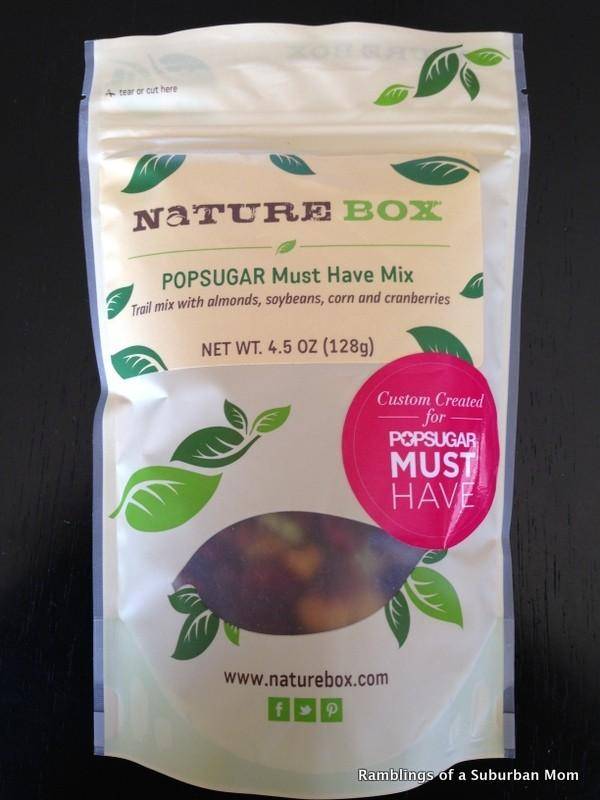 tear or cut here
NATURE BOX
POPSUGAR Must Have Mix
Trail mix with almonds, soybeans, corn and cranberries
NET WT. 4.5 OZ (128g)
Custom Created
for
POPSUGAR
MUST
HAVE
www.naturebox.com
Ramblings of a Suburban Mom